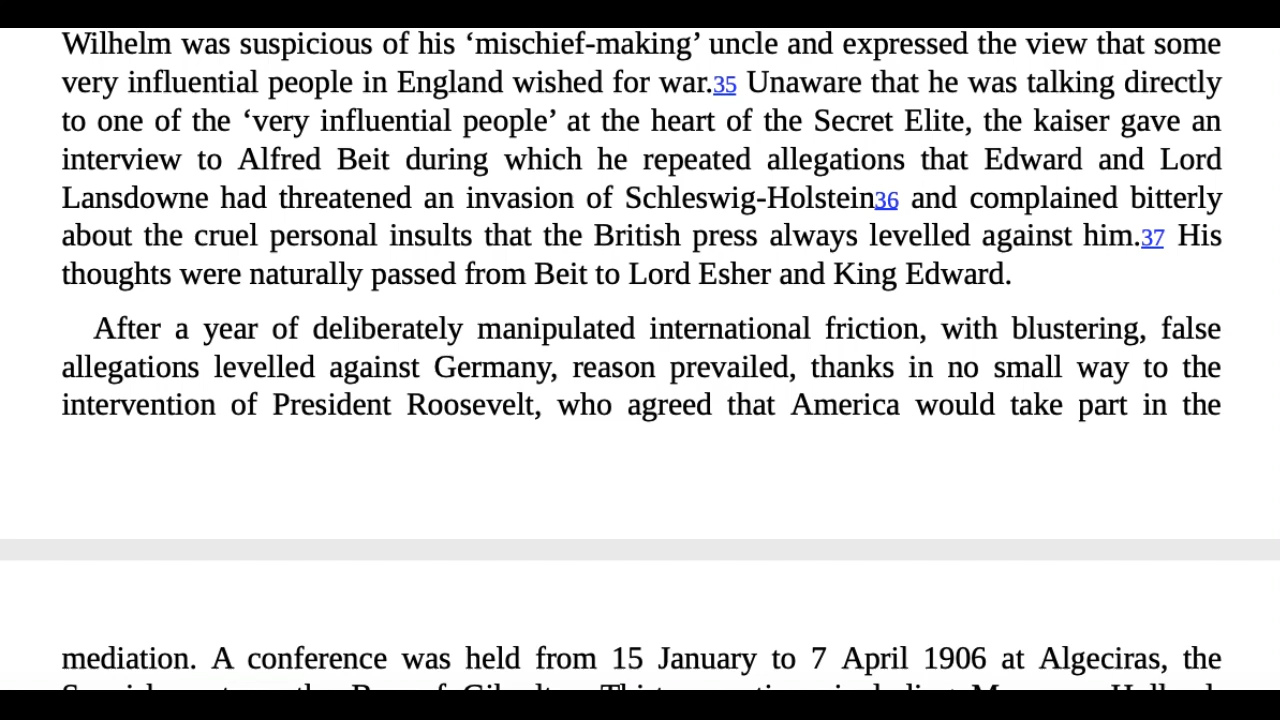 Wilhelm was suspicious of his ‘mischief-making’ uncle and expressed the view that some
very influential people in England wished for war.35 Unaware that he was talking directly
to one of the ‘very influential people’ at the heart of the Secret Elite, the kaiser gave an
interview to Alfred Beit during which he repeated allegations that Edward and Lord
Lansdowne had threatened an invasion of Schleswig-Holstein36 and complained bitterly
about the cruel personal insults that the British press always levelled against him.37 His
thoughts were naturally passed from Beit to Lord Esher and King Edward.
After a year of deliberately manipulated international friction, with blustering, false
allegations levelled against Germany, reason prevailed, thanks in no small way to the
intervention of President Roosevelt, who agreed that America would take part in the
mediation. A conference was held from 15 January to 7 April 1906 at Algeciras, the